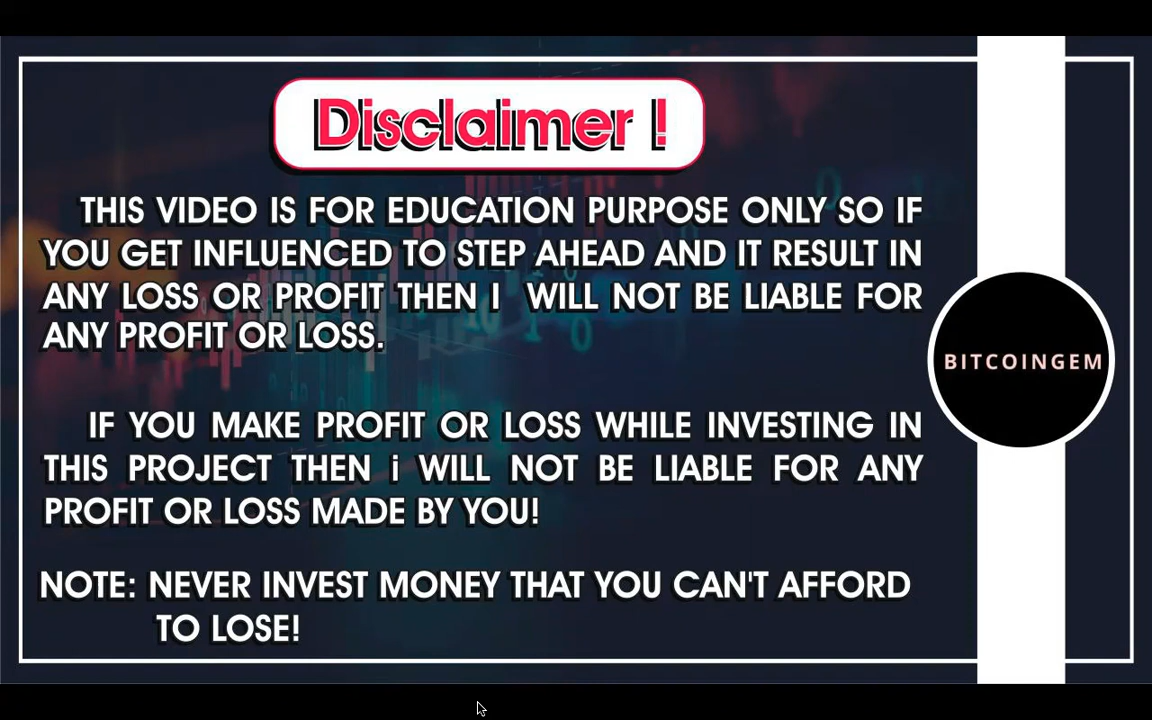 Disclaimer !
THIS VIDEO IS FOR EDUCATION PURPOSE ONLY SO IF
YOU GET INFLUENCED TO STEP AHEAD AND IT RESULT IN
ANY LOSS OR PROFIT THEN I WILL NOT BE LIABLE FOR
ANY PROFIT OR LOSS.
IF YOU MAKE PROFIT OR LOSS WHILE INVESTING IN
THIS PROJECT THEN i WILL NOT BE LIABLE FOR ANY
PROFIT OR LOSS MADE BY YOU!
NOTE: NEVER INVEST MONEY THAT YOU CAN'T AFFORD
TO LOSE!
BITCOINGEM